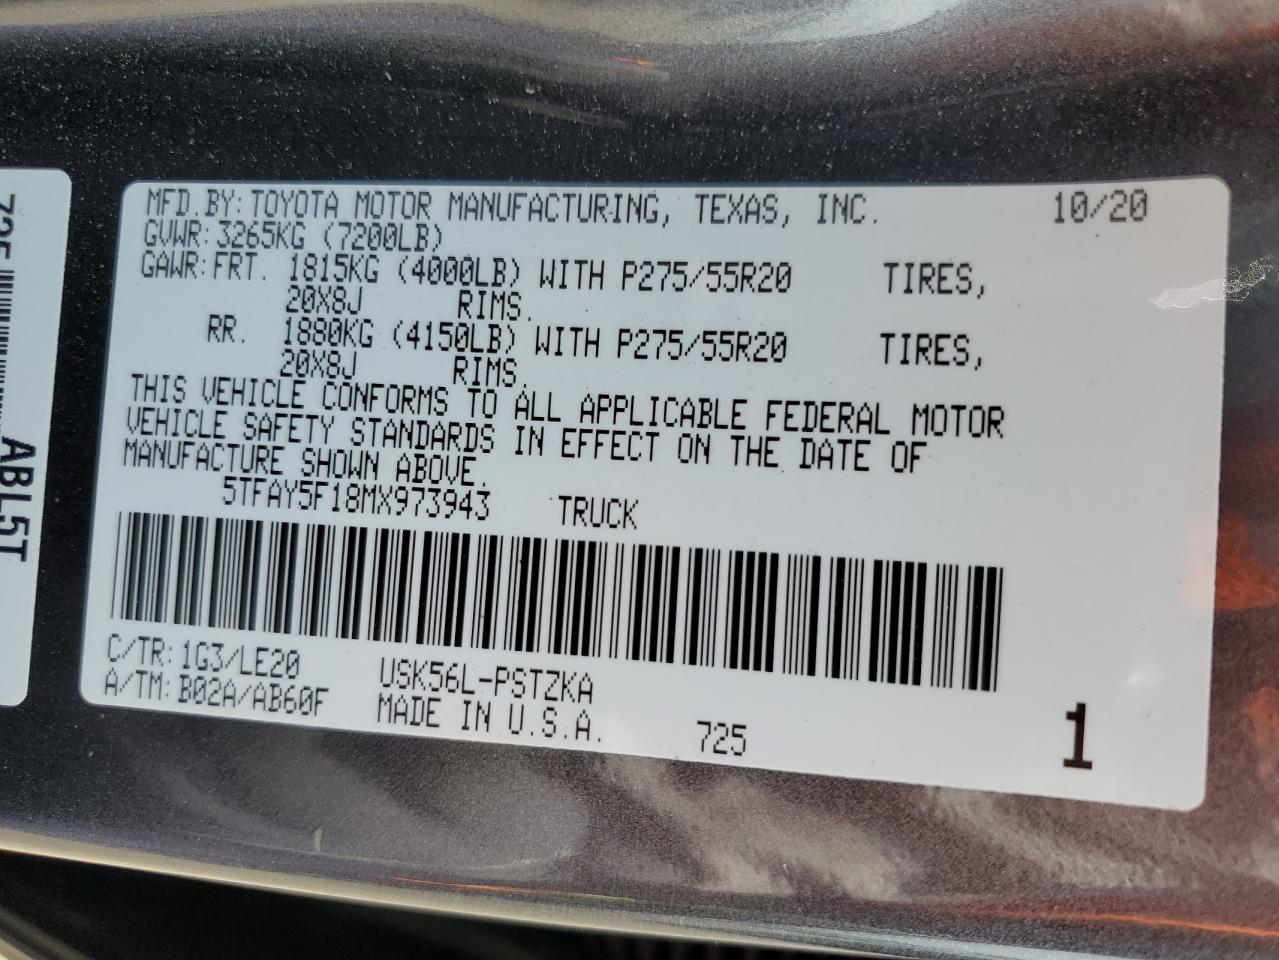 MFD.BY:TOYOTA MOTOR MANUFACTURING, TEXAS, INC. 10/20
GVWR:3265KG (7200LB)
GAWR:FRT. 1815KG (4000LB) WITH P275/55R20 TIRES,
20X8J RIMS.
RR. 1880KG (4150LB) WITH P275/55R20 TIRES,
20X8J RIMS.
THIS VEHICLE CONFORMS TO ALL APPLICABLE FEDERAL MOTOR
VEHICLE SAFETY STANDARDS IN EFFECT ON THE DATE OF
MANUFACTURE SHOWN ABOVE.
5TFAY5F18MX973943 TRUCK
C/TR:1G3/LE20 USK56L-PSTZKA
A/TM:B02A/AB60F MADE IN U.S.A. 725
1
725
ABL5T